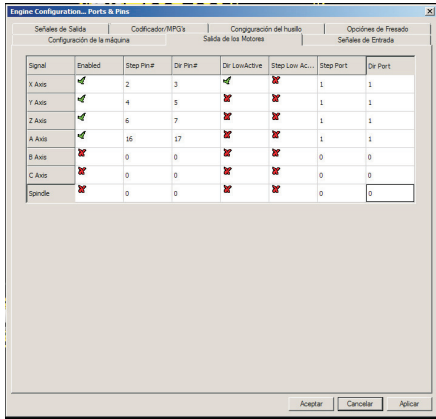 Engine Configuration... Ports & Pins
Señales de Salida Codificador/MPG's Congiguración del husillo Opciónes de Fresado
Configuración de la máquina Salida de los Motores Señales de Entrada
Signal Enabled Step Pin# Dir Pin# Dir LowActive Step Low Ac... Step Port Dir Port
X Axis 2 3 1 1
Y Axis 4 5 1 1
Z Axis 6 7 1 1
A Axis 16 17 1 1
B Axis 0 0 0 0
C Axis 0 0 0 0
Spindle 0 0 0 0
Aceptar Cancelar Aplicar